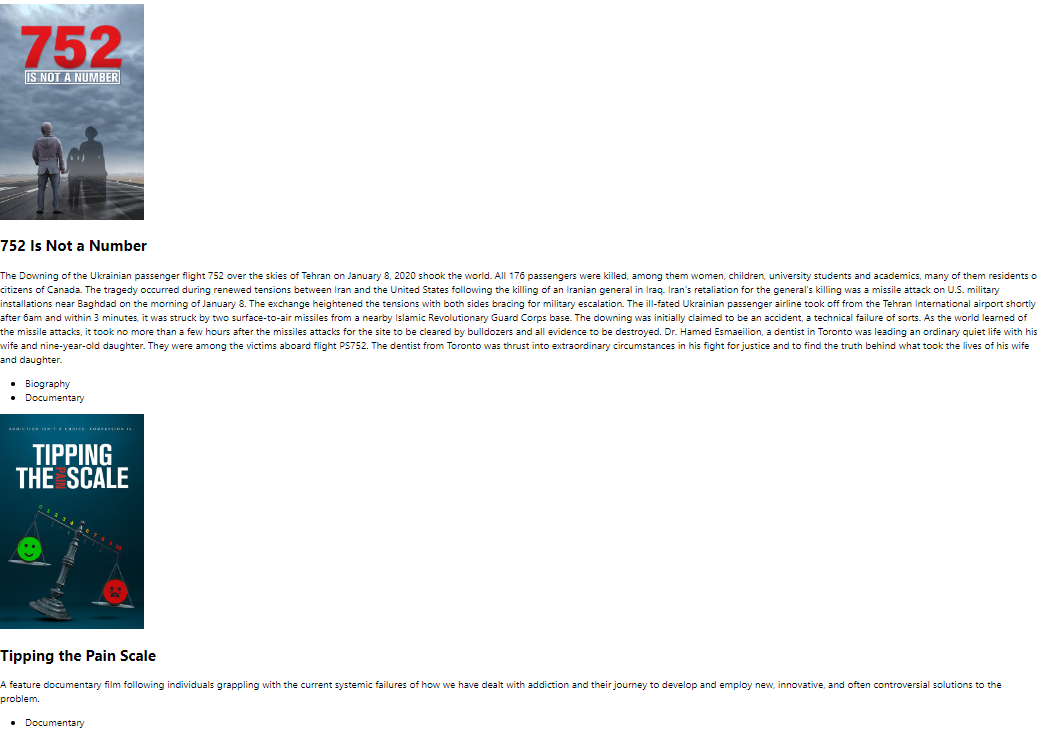 752
IS NOT A NUMBER
752 Is Not a Number
The Downing of the Ukrainian passenger flight 752 over the skies of Tehran on January 8, 2020 shook the world. All 176 passengers were killed, among them women, children, university students and academics, many of them residents o
citizens of Canada. The tragedy occurred during renewed tensions between Iran and the United States following the killing of an Iranian general in Iraq. Iran's retaliation for the general's killing was a missile attack on U.S. military
installations near Baghdad on the morning of January 8. The exchange heightened the tensions with both sides bracing for military escalation. The ill-fated Ukrainian passenger airline took off from the Tehran International airport shortly
after 6am and within 3 minutes, it was struck by two surface-to-air missiles from a nearby Islamic Revolutionary Guard Corps base. The downing was initially claimed to be an accident, a technical failure of sorts. As the world learned of
the missile attacks, it took no more than a few hours after the missiles attacks for the site to be cleared by bulldozers and all evidence to be destroyed. Dr. Hamed Esmaeilion, a dentist in Toronto was leading an ordinary quiet life with his
wife and nine-year-old daughter. They were among the victims aboard flight PS752. The dentist from Toronto was thrust into extraordinary circumstances in his fight for justice and to find the truth behind what took the lives of his wife
and daughter.
Biography
Documentary
ADDICTION ISN'T A CHOICE. COMPASSION IS.
TIPPING
THE PAIN SCALE
0 1 2 3 4 6 7 8 9 10
Tipping the Pain Scale
A feature documentary film following individuals grappling with the current systemic failures of how we have dealt with addiction and their journey to develop and employ new, innovative, and often controversial solutions to the
problem.
Documentary